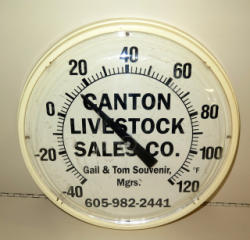 40
20 60
0 80
CANTON
LIVESTOCK
SALES CO.
-20 100
Gail & Tom Souvenir, °F
Mgrs.
-40 120
605-982-2441